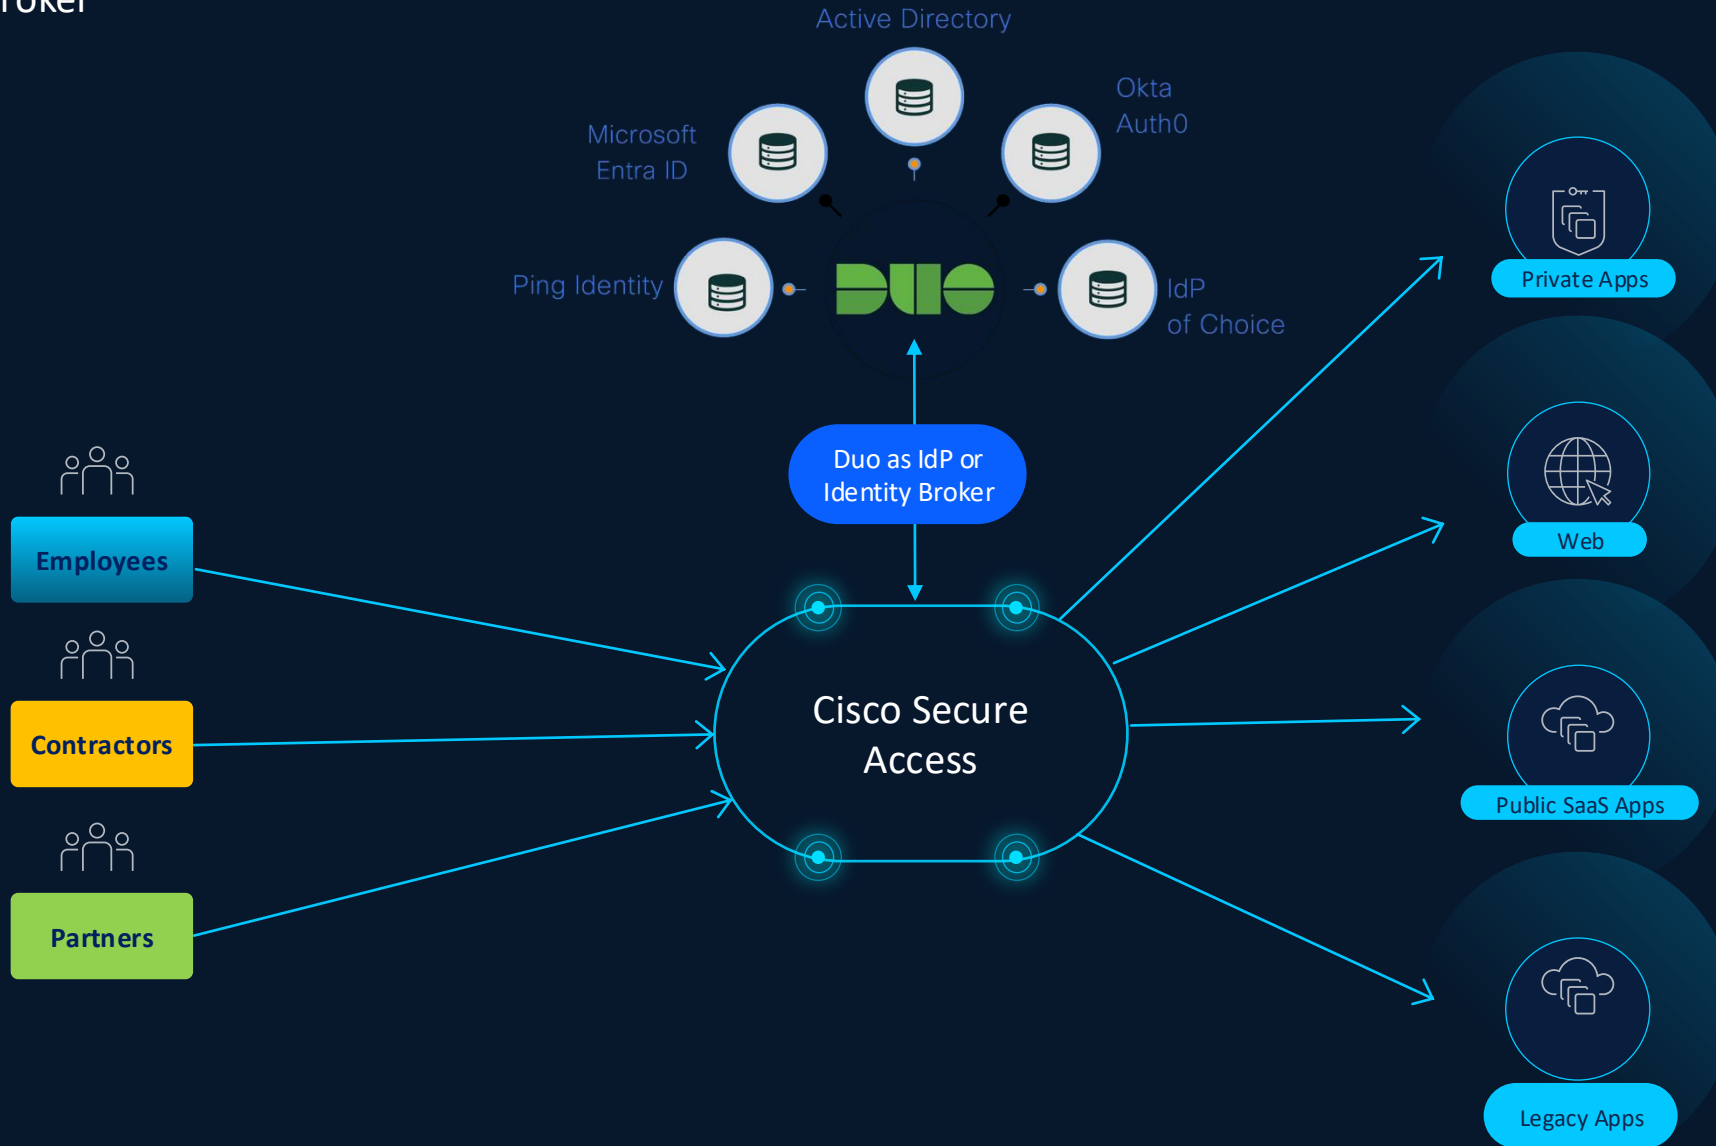 Active Directory
Okta
Auth0
Microsoft
Entra ID
Ping Identity
DUO
IdP
of Choice
Private Apps
Duo as IdP or
Identity Broker
Web
Employees
Contractors
Cisco Secure
Access
Public SaaS Apps
Partners
Legacy Apps